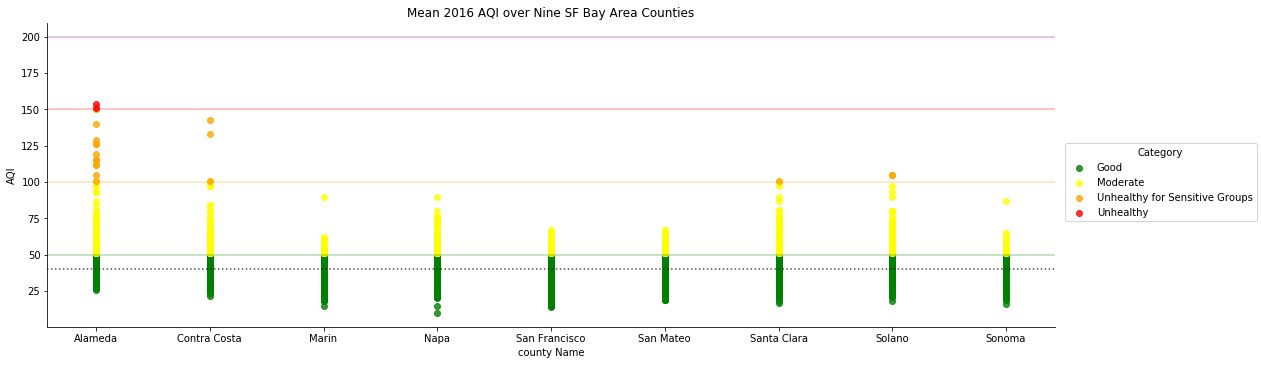 Mean 2016 AQI over Nine SF Bay Area Counties
AQI
200
175
150
125
100
75
50
25
Alameda
Contra Costa
Marin
Napa
San Francisco
San Mateo
Santa Clara
Solano
Sonoma
county Name
Category
Good
Moderate
Unhealthy for Sensitive Groups
Unhealthy